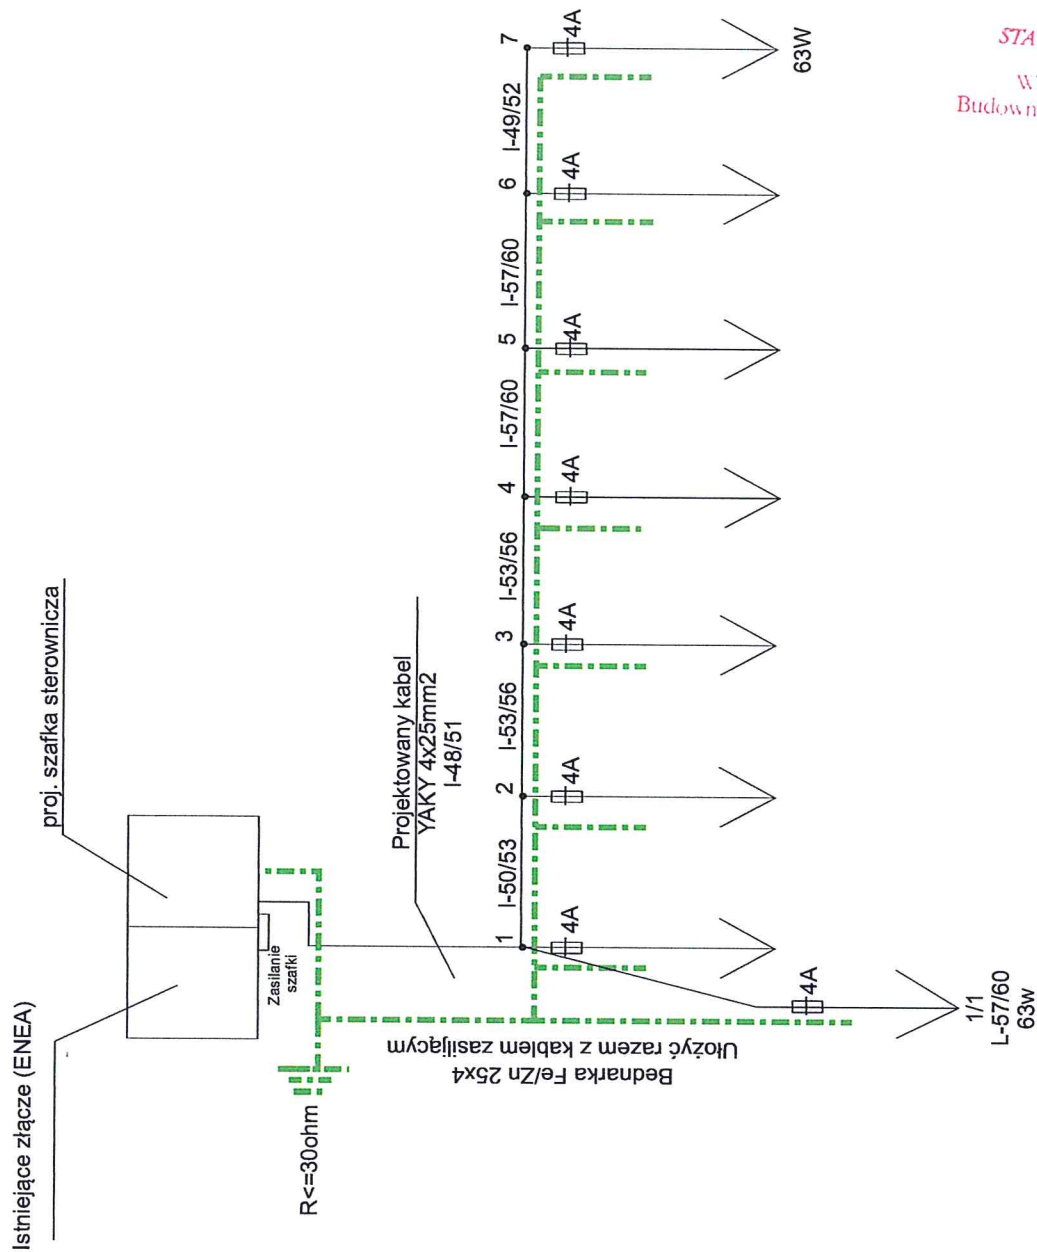 Istniejące złącze (ENEA)
proj. szafka sterownicza
Zasilanie
szafki
R<=30ohm
Projektowany kabel
YAKY 4x25mm2
l-48/51
Bednarka Fe/Zn 25x4
Ułożyć razem z kablem zasiljącym
1
l-50/53
2
l-53/56
3
l-53/56
4
l-57/60
5
l-57/60
6
l-49/52
7
4A
4A
4A
4A
4A
4A
4A
63W
4A
1/1
L-57/60
63w
STA
W
Budown